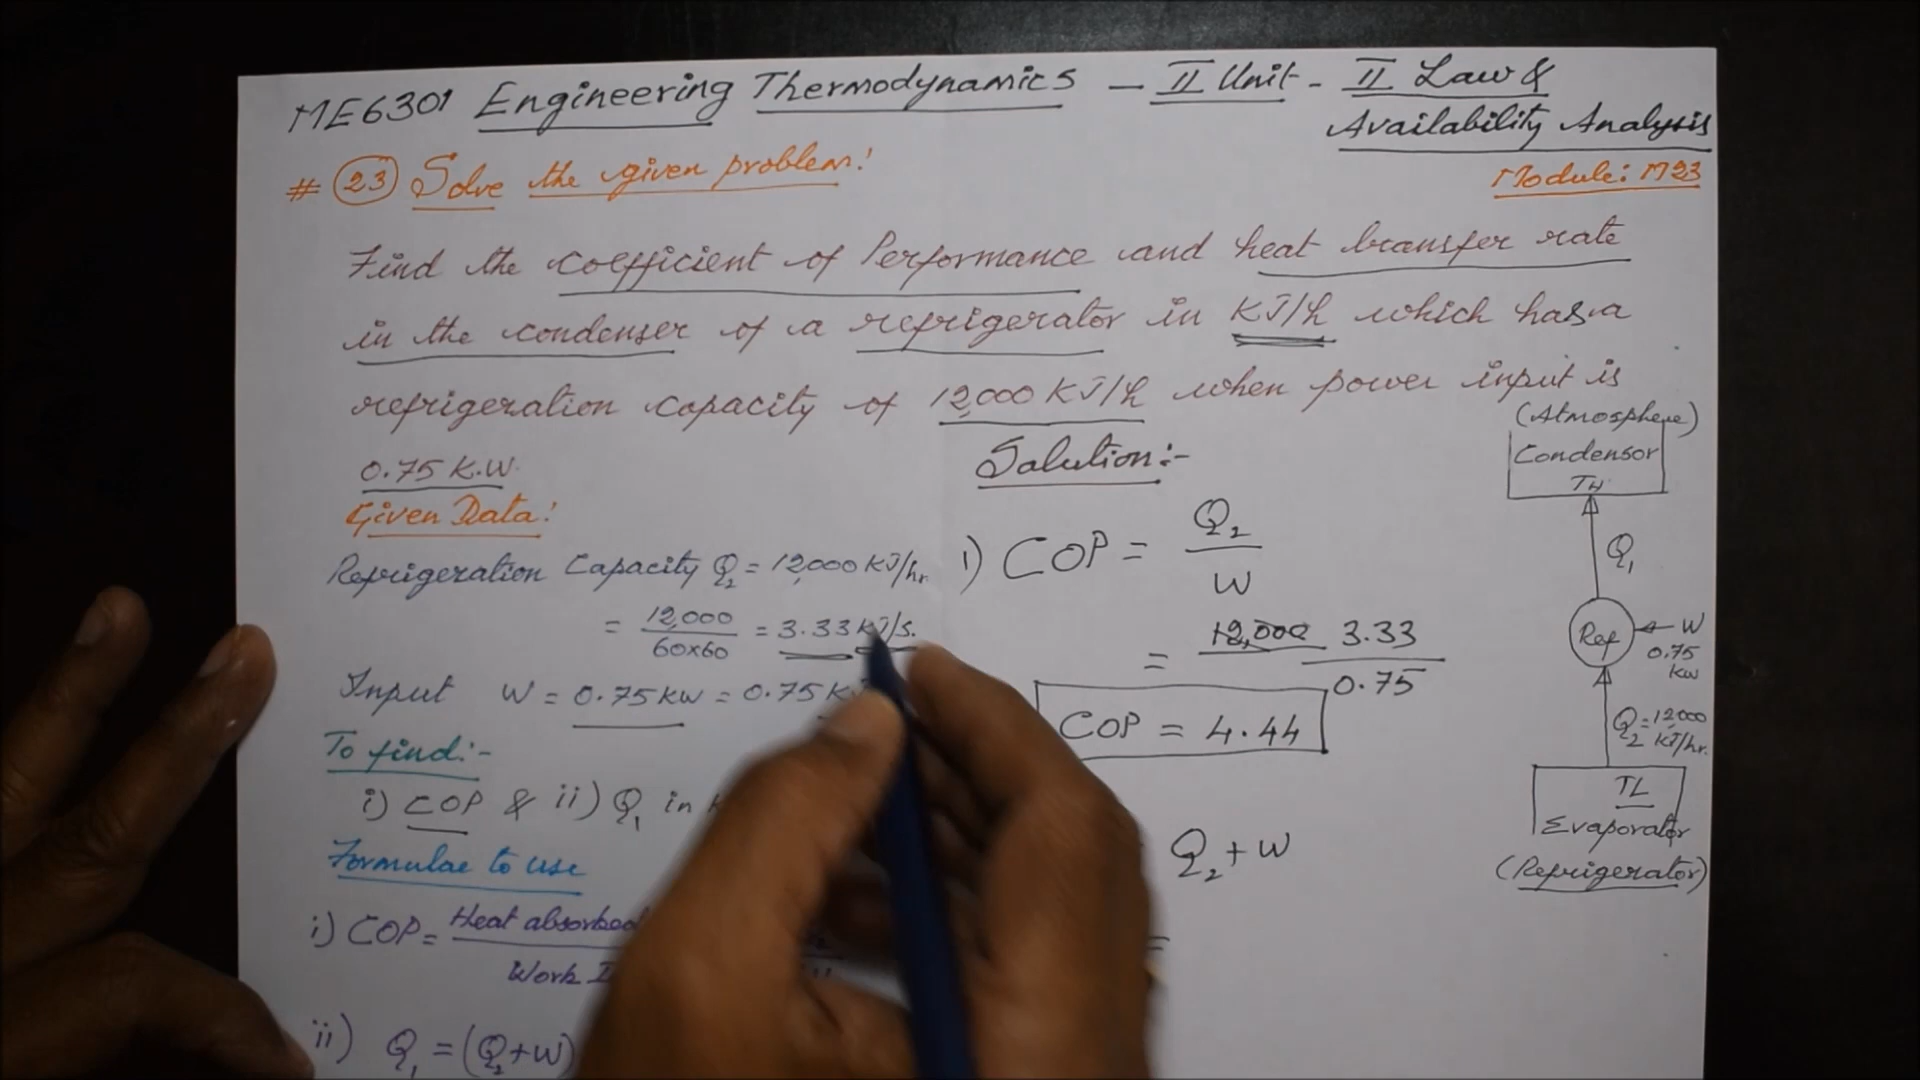 ME6301 Engineering Thermodynamics - II Unit - II Law &
Availability Analysis
Module: M23
# 23 Solve the given problem!
Find the coefficient of Performance and heat transfer rate
in the condenser of a refrigerator in KJ/h which has a
refrigeration capacity of 12,000 KJ/h when power input is
0.75 K.W.
Given Data:
Refrigeration Capacity Q2 = 12,000 KJ/hr
= 12,000 / 60x60 = 3.33 KJ/s.
Input W = 0.75 KW = 0.75
To find:-
i) COP & ii) Q1 in
Formulae to use
i) COP = Heat absorbed
Work
ii) Q1 = (Q2+W)
Solution:-
i) COP = Q2 / W
= 12,000 3.33 / 0.75
COP = 4.44
Q2 + W
=
(Atmosphere)
Condensor
TH
Q1
Ref
W
0.75
KW
Q2 = 12000
KJ/hr.
TL
Evaporator
(Refrigerator)